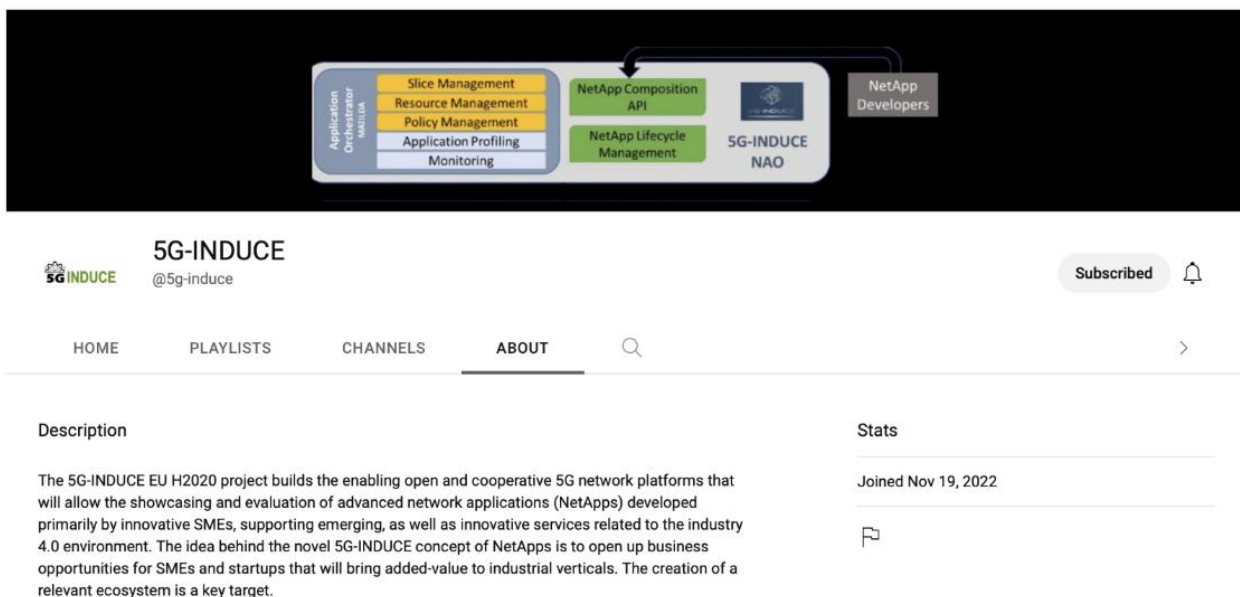 Application
Orchestrator
MATILDA
Slice Management
Resource Management
Policy Management
Application Profiling
Monitoring
NetApp Composition
API
NetApp Lifecycle
Management
5G-INDUCE
5G-INDUCE
NAO
NetApp
Developers
5G INDUCE
5G-INDUCE
@5g-induce
Subscribed
HOME PLAYLISTS CHANNELS ABOUT
Description
The 5G-INDUCE EU H2020 project builds the enabling open and cooperative 5G network platforms that
will allow the showcasing and evaluation of advanced network applications (NetApps) developed
primarily by innovative SMEs, supporting emerging, as well as innovative services related to the industry
4.0 environment. The idea behind the novel 5G-INDUCE concept of NetApps is to open up business
opportunities for SMEs and startups that will bring added-value to industrial verticals. The creation of a
relevant ecosystem is a key target.
Stats
Joined Nov 19, 2022